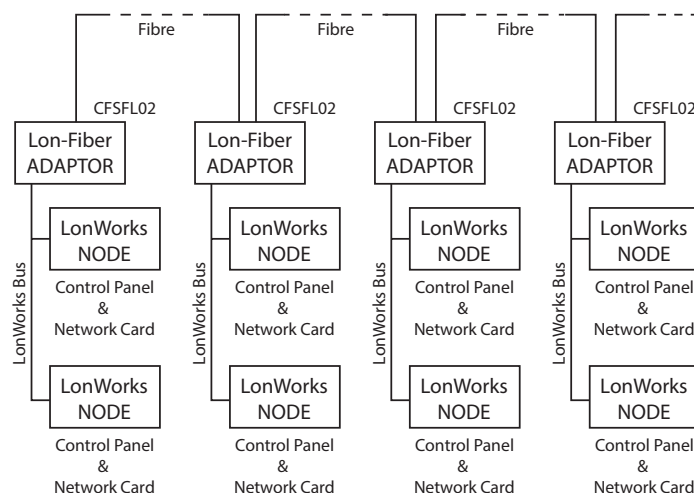 Fibre
Fibre
Fibre
CFSFL02
CFSFL02
CFSFL02
CFSFL02
Lon-Fiber
ADAPTOR
Lon-Fiber
ADAPTOR
Lon-Fiber
ADAPTOR
Lon-Fiber
ADAPTOR
LonWorks Bus
LonWorks
NODE
Control Panel
&
Network Card
LonWorks
NODE
Control Panel
&
Network Card
LonWorks Bus
LonWorks
NODE
Control Panel
&
Network Card
LonWorks
NODE
Control Panel
&
Network Card
LonWorks Bus
LonWorks
NODE
Control Panel
&
Network Card
LonWorks
NODE
Control Panel
&
Network Card
LonWorks Bus
LonWorks
NODE
Control Panel
&
Network Card
LonWorks
NODE
Control Panel
&
Network Card